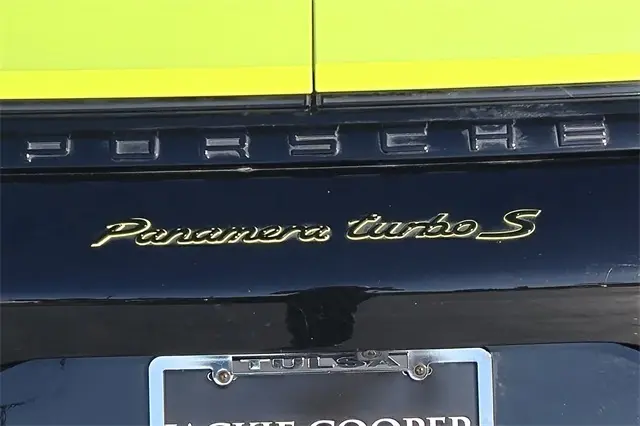 PORSCHE
Panamera turbo S
TULSA
JACKIE COOPER